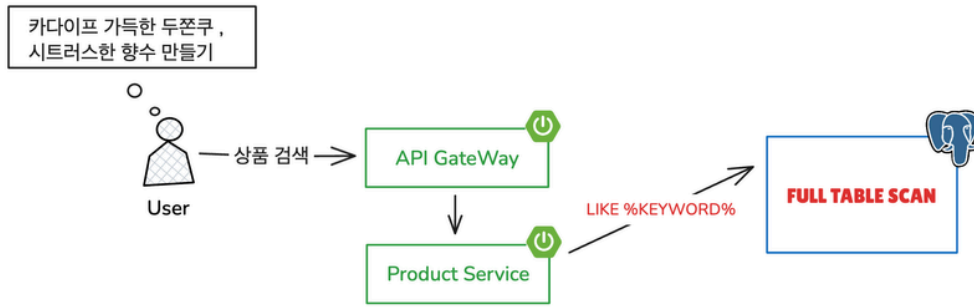 카다이프 가득한 두쫀쿠 ,
시트러스한 향수 만들기
상품 검색
API GateWay
User
LIKE %KEYWORD%
FULL TABLE SCAN
Product Service